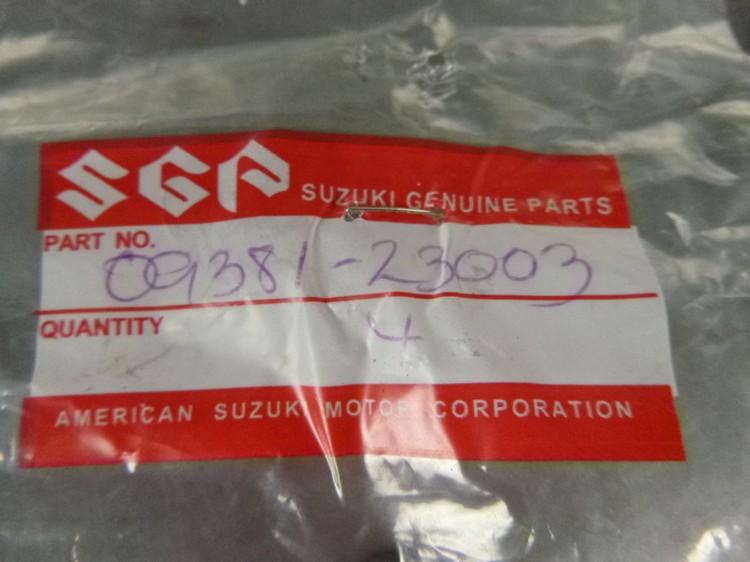 SGP SUZUKI GENUINE PARTS
PART NO. 09381-23003
QUANTITY 4
AMERICAN SUZUKI MOTOR CORPORATION